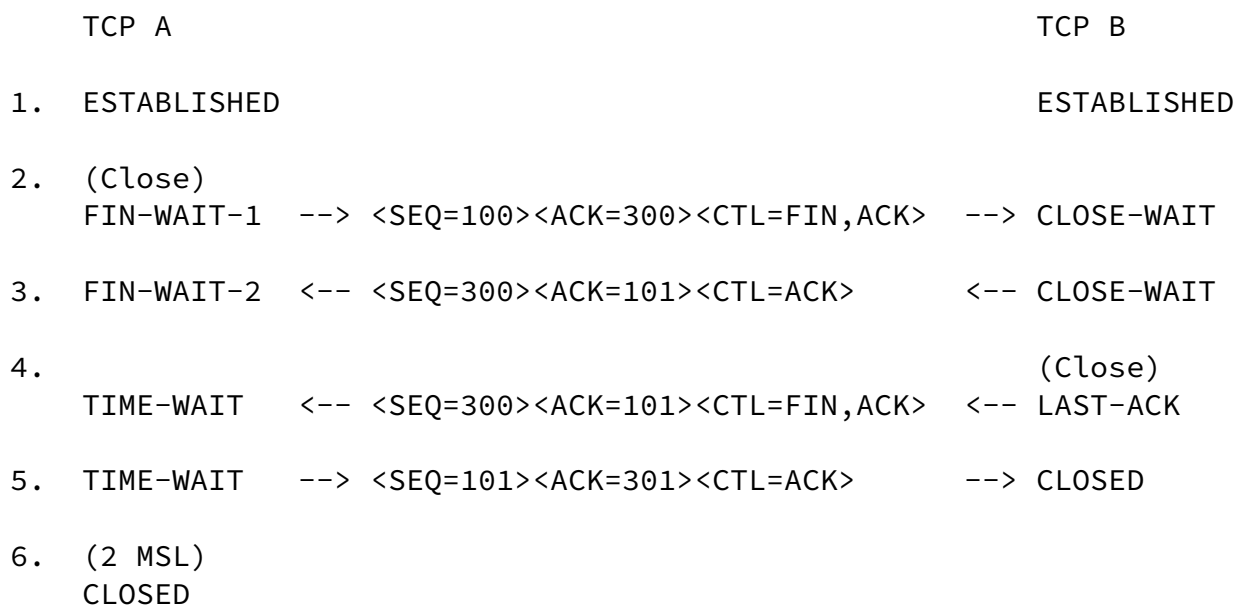 TCP A                                                TCP B

1.  ESTABLISHED                                          ESTABLISHED

2.  (Close)
    FIN-WAIT-1  --> <SEQ=100><ACK=300><CTL=FIN,ACK>  --> CLOSE-WAIT

3.  FIN-WAIT-2  <-- <SEQ=300><ACK=101><CTL=ACK>      <-- CLOSE-WAIT

4.                                                       (Close)
    TIME-WAIT   <-- <SEQ=300><ACK=101><CTL=FIN,ACK>  <-- LAST-ACK

5.  TIME-WAIT   --> <SEQ=101><ACK=301><CTL=ACK>      --> CLOSED

6.  (2 MSL)
    CLOSED